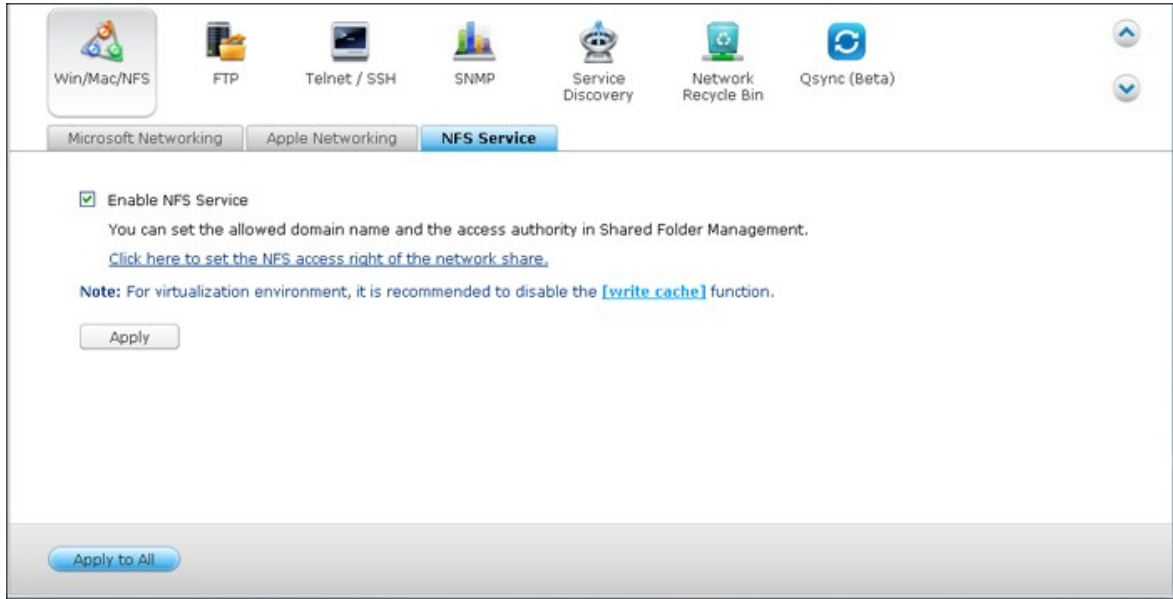 Win/Mac/NFS
FTP
Telnet / SSH
SNMP
Service
Discovery
Network
Recycle Bin
Qsync (Beta)
Microsoft Networking
Apple Networking
NFS Service
Enable NFS Service
You can set the allowed domain name and the access authority in Shared Folder Management.
Click here to set the NFS access right of the network share.
Note: For virtualization environment, it is recommended to disable the [write cache] function.
Apply
Apply to All